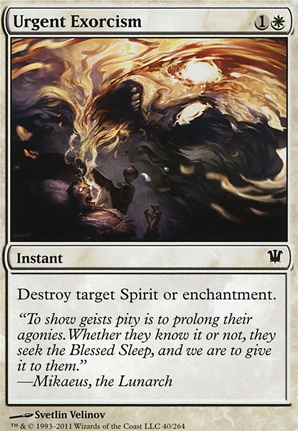 Urgent Exorcism 1
Instant
Destroy target Spirit or enchantment.
“To show geists pity is to prolong their
agonies.Whether they know it or not, they
seek the Blessed Sleep, and we are to give
it to them.”
—Mikaeus, the Lunarch
Svetlin Velinov
™ & © 1993–2011 Wizards of the Coast LLC 40/264